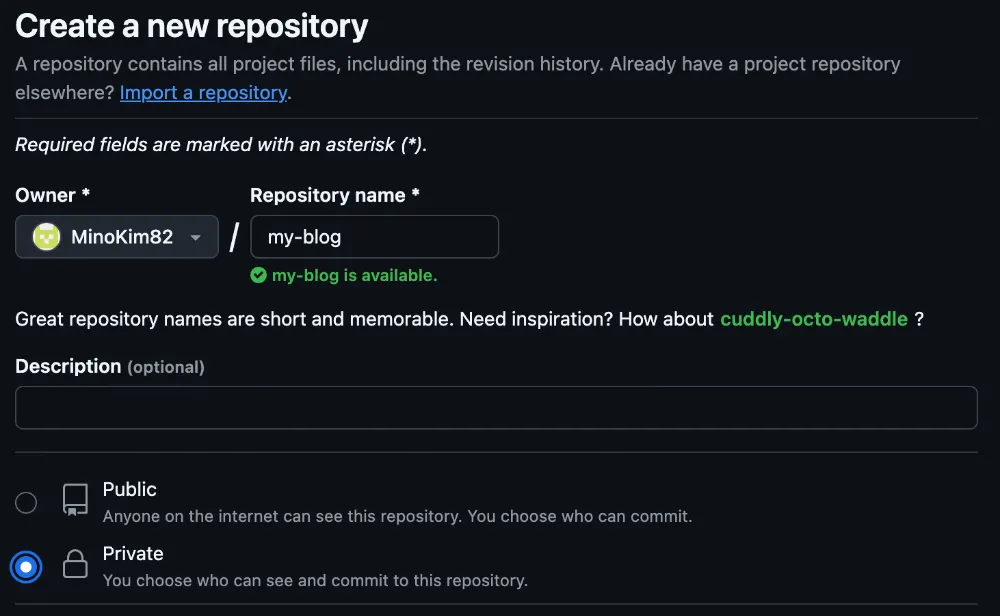 Create a new repository
A repository contains all project files, including the revision history. Already have a project repository
elsewhere? Import a repository.
Required fields are marked with an asterisk (*).
Owner *
Repository name *
MinoKim82
/
my-blog
my-blog is available.
Great repository names are short and memorable. Need inspiration? How about cuddly-octo-waddle ?
Description (optional)
Public
Anyone on the internet can see this repository. You choose who can commit.
Private
You choose who can see and commit to this repository.